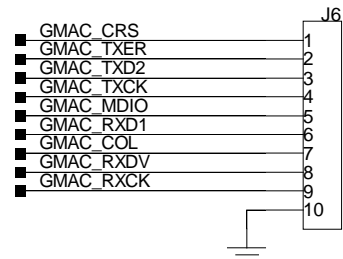 J6
GMAC_CRS 1
GMAC_TXER 2
GMAC_TXD2 3
GMAC_TXCK 4
GMAC_MDIO 5
GMAC_RXD1 6
GMAC_COL 7
GMAC_RXDV 8
GMAC_RXCK 9
10